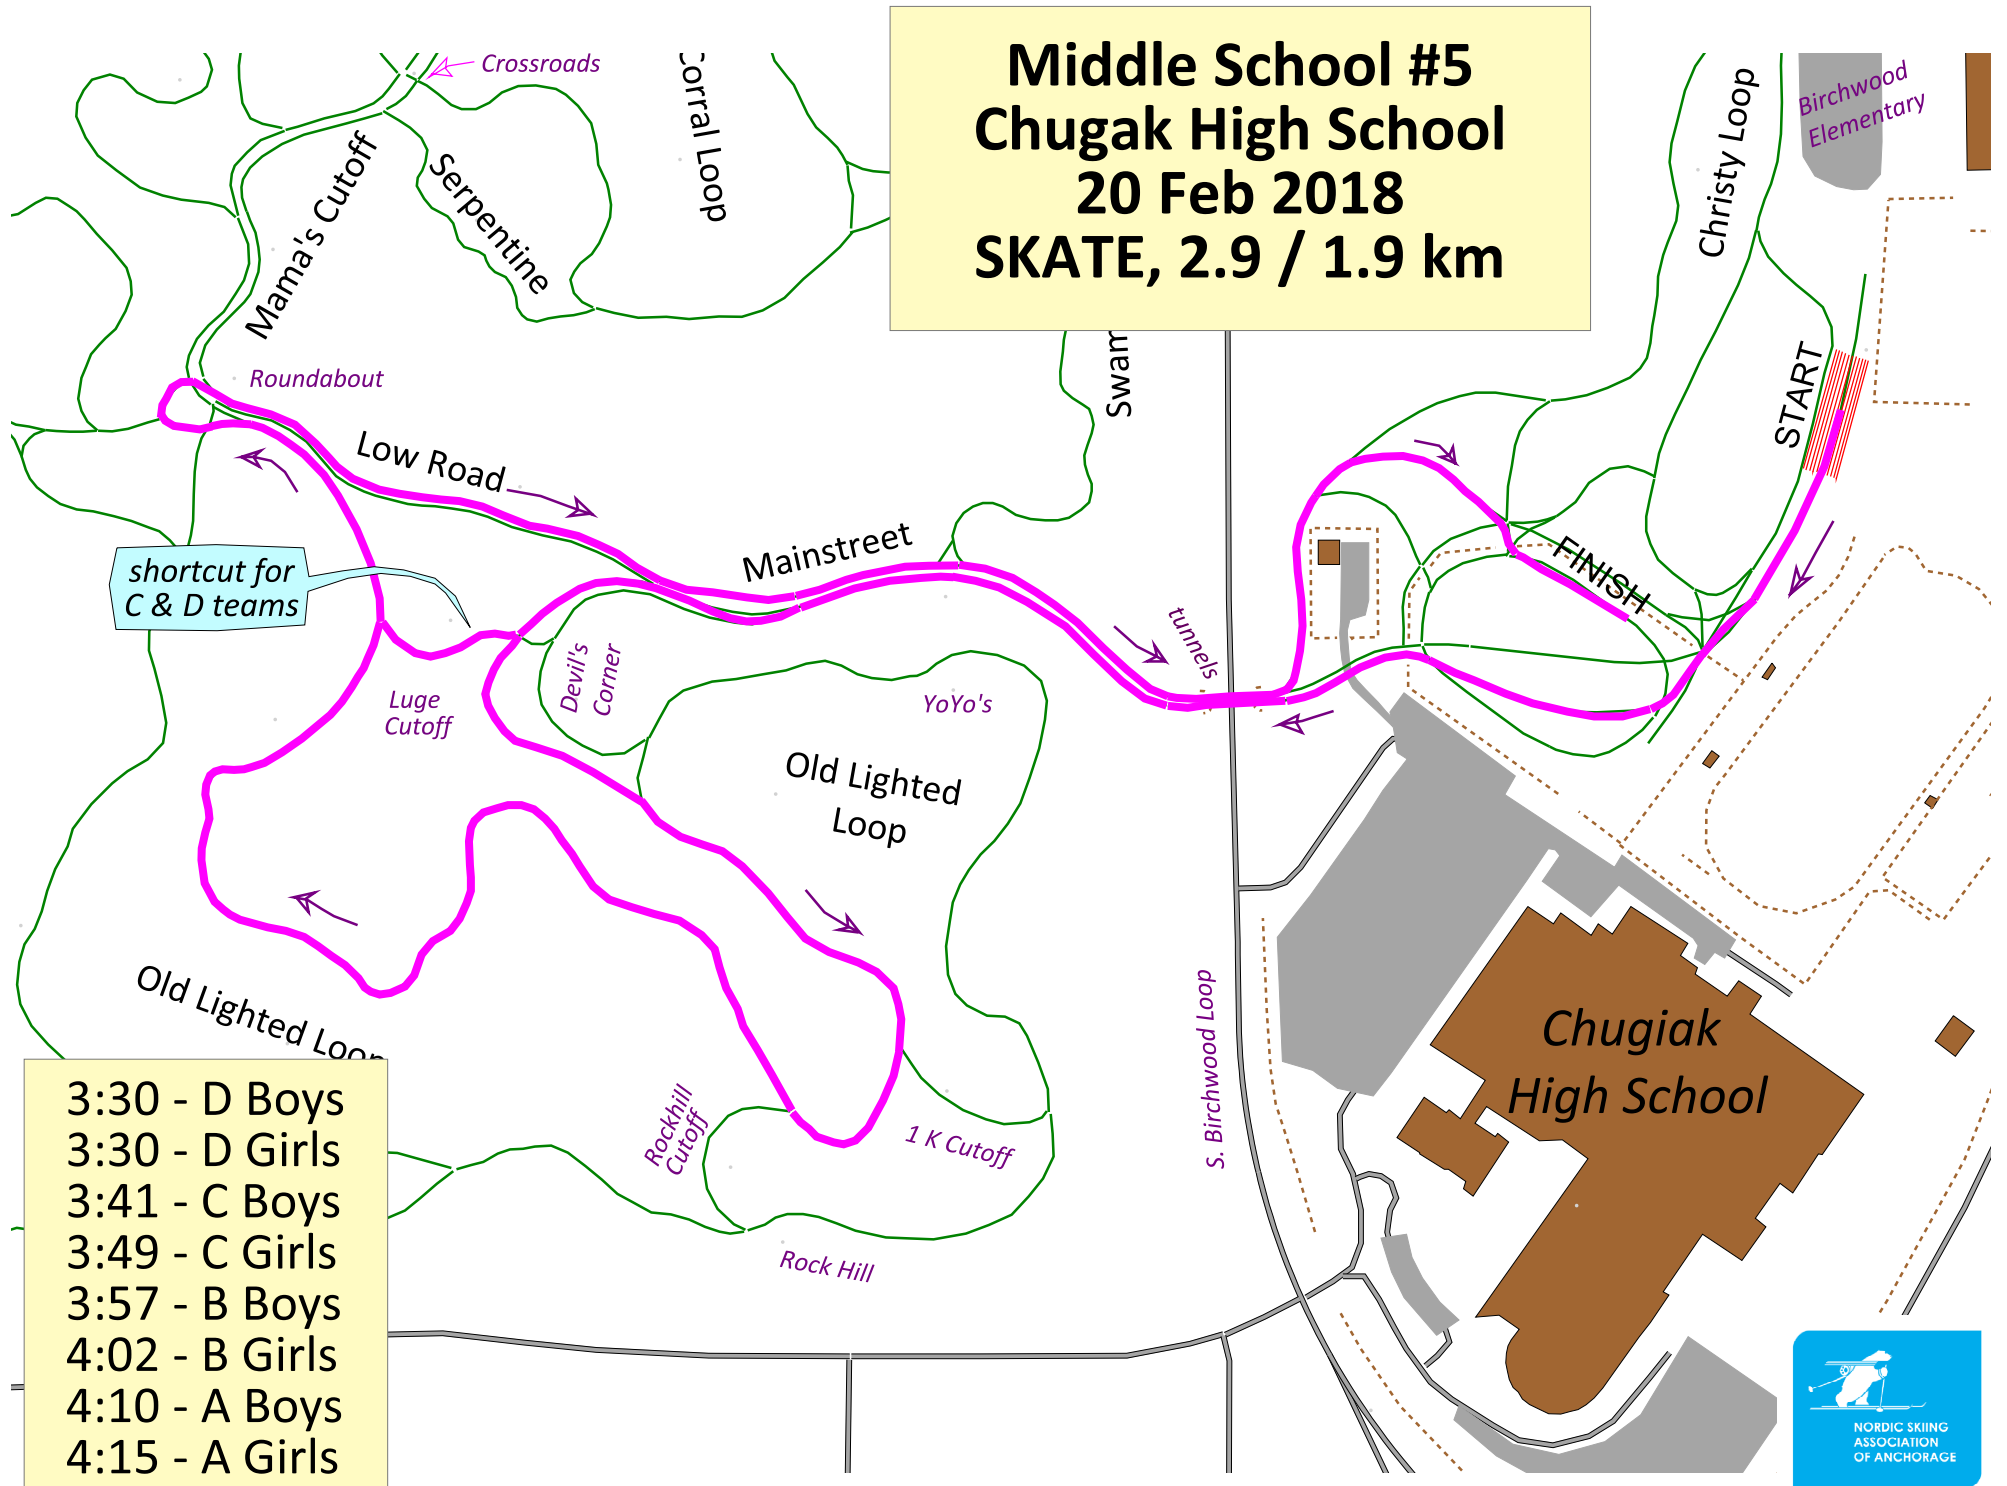 Middle School #5
Chugak High School
20 Feb 2018
SKATE, 2.9 / 1.9 km
Crossroads
Corral Loop
Birchwood
Elementary
Christy Loop
Mama's Cutoff
Serpentine
Roundabout
Swam
START
Low Road
Mainstreet
FINISH
shortcut for
C & D teams
tunnels
Devil's
Corner
Luge
Cutoff
YoYo's
Old Lighted
Loop
Old Lighted Loop
S. Birchwood Loop
Chugiak
High School
Rockhill
Cutoff
1 K Cutoff
Rock Hill
3:30 - D Boys
3:30 - D Girls
3:41 - C Boys
3:49 - C Girls
3:57 - B Boys
4:02 - B Girls
4:10 - A Boys
4:15 - A Girls
NORDIC SKIING
ASSOCIATION
OF ANCHORAGE